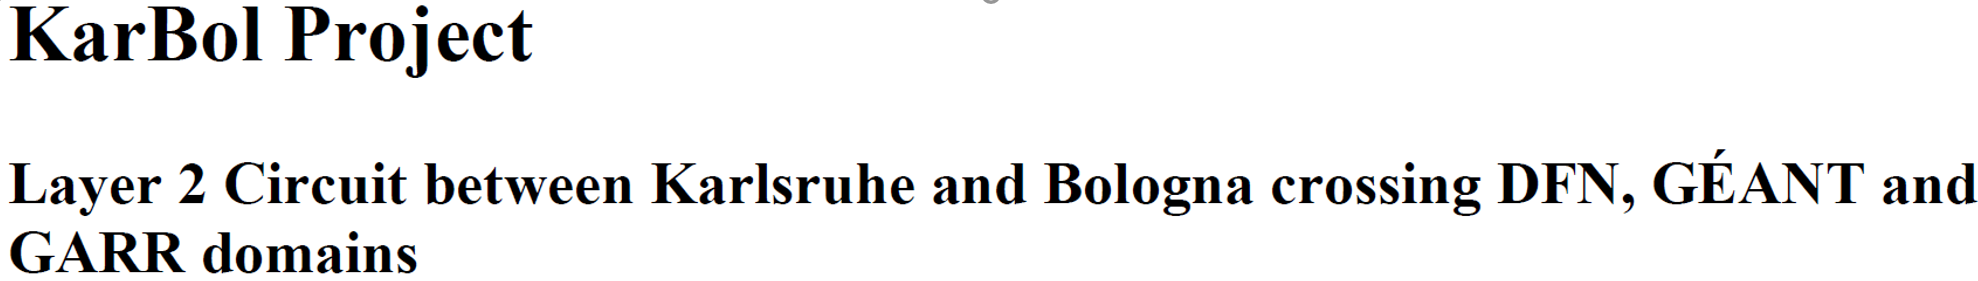 KarBol Project
Layer 2 Circuit between Karlsruhe and Bologna crossing DFN, GÉANT and
GARR domains